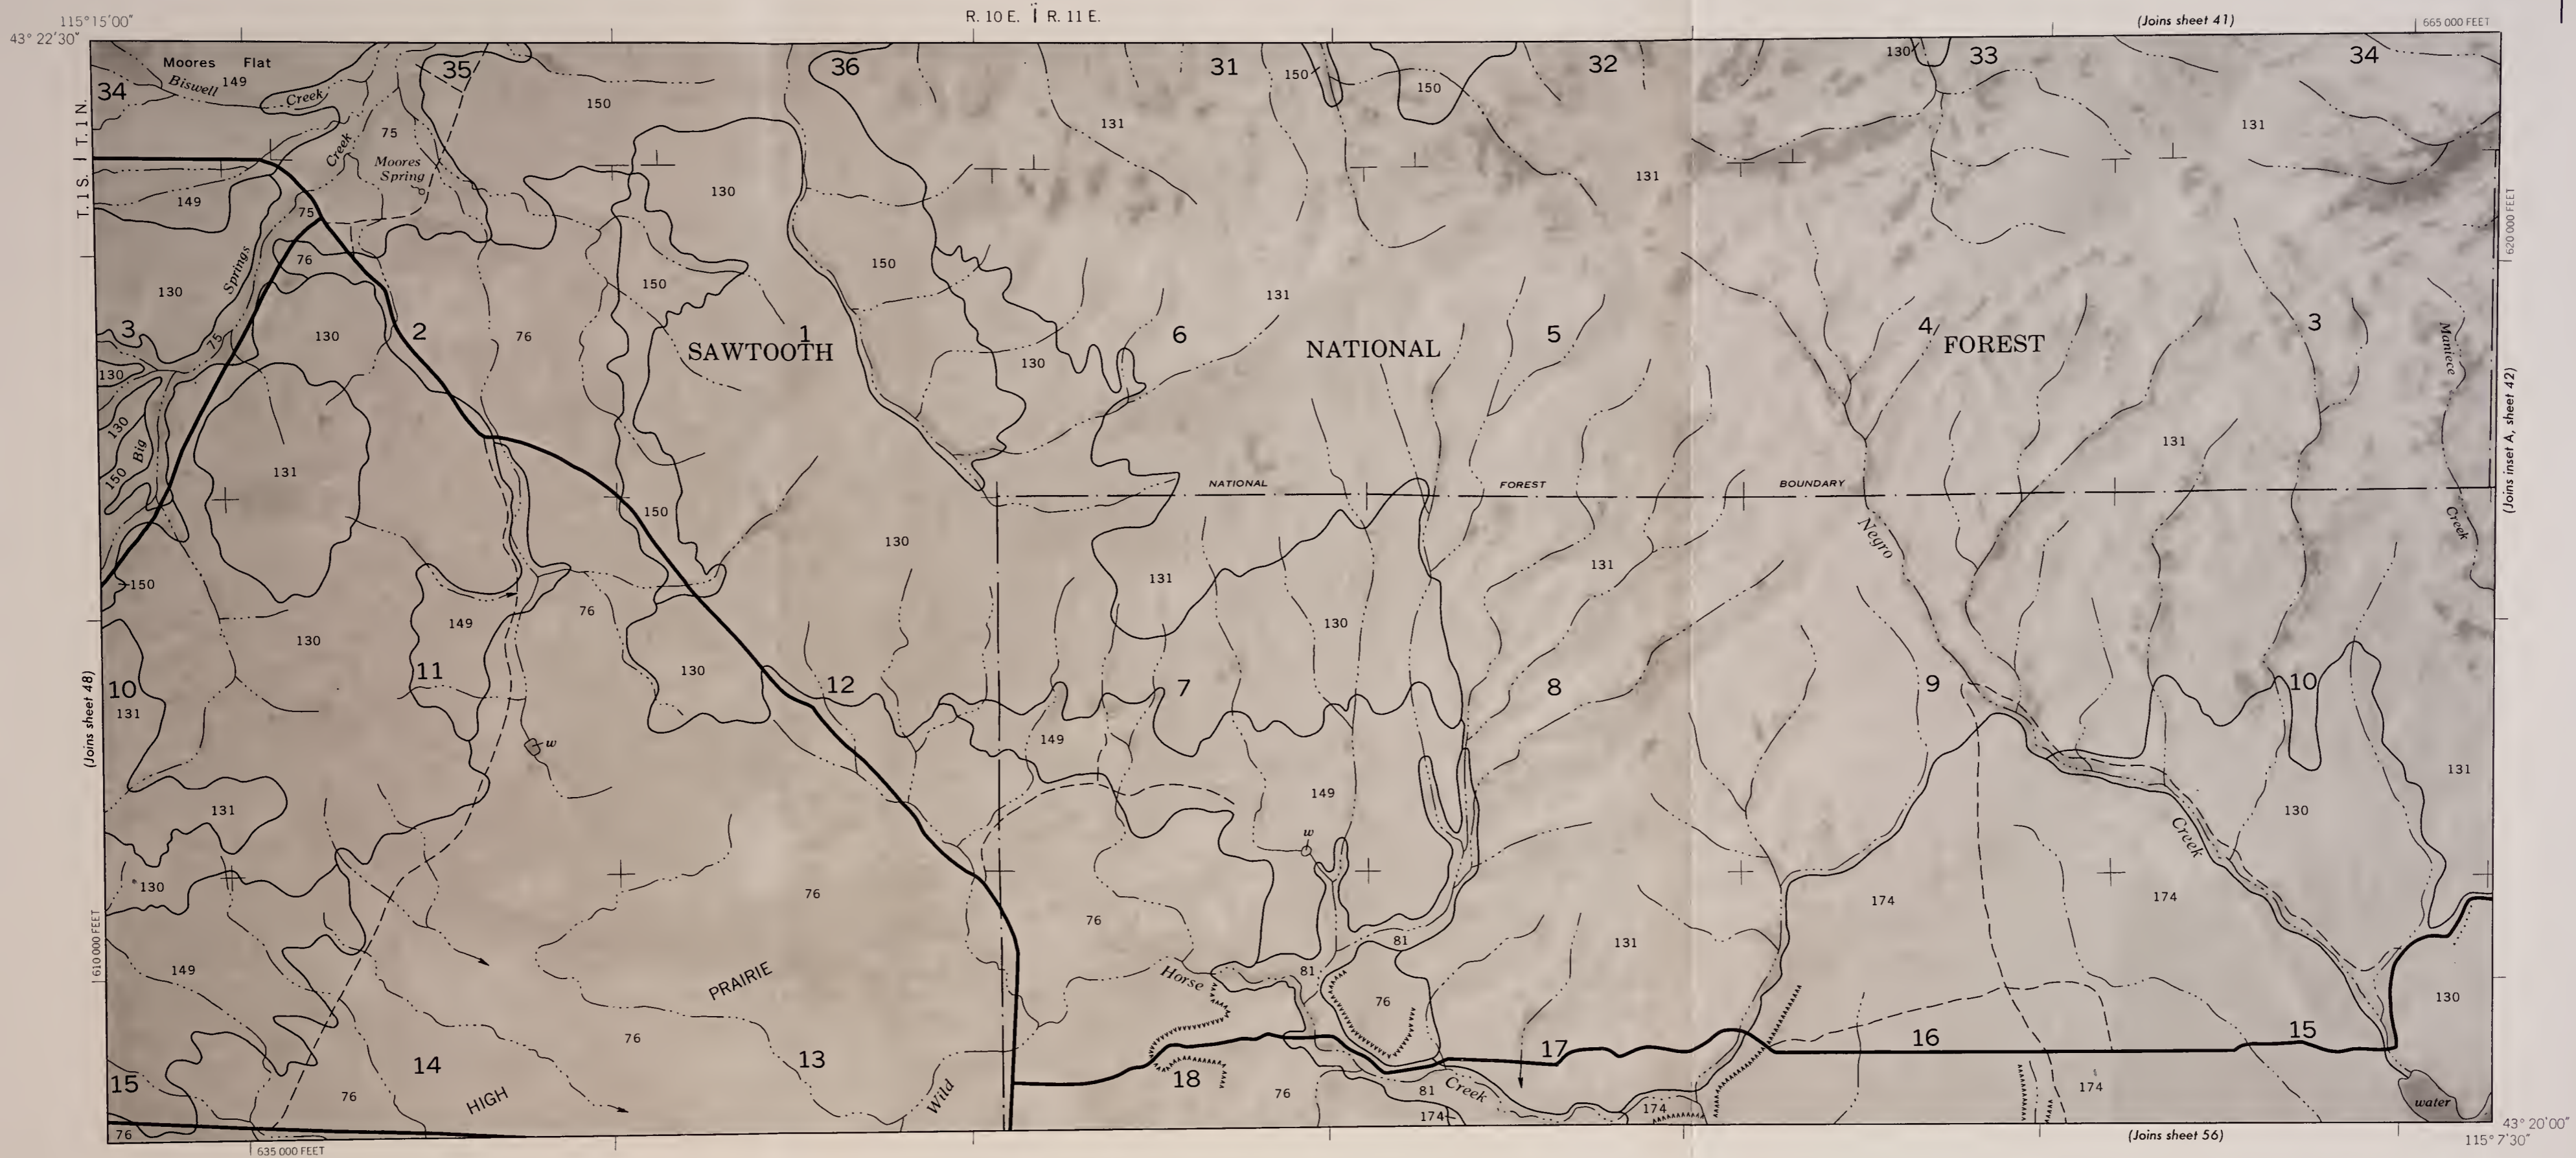 115°15'00"
R. 10 E. | R. 11 E.
(Joins sheet 41)
665 000 FEET
43° 22'30"
Moores Flat
Biswell 149
Creek
34
35
36
31
32
33
34
150
150
150
130
131
131
131
T. 1 S. | T. 1 N.
75
Creek
Moores
Spring
149
75
130
Springs
76
130
150
150
131
620 000 FEET
3
75
130
2
76
1
SAWTOOTH
130
6
NATIONAL
5
4
FOREST
3
Maniece
Creek
(Joins inset A, sheet 42)
130
130
Big
150
131
131
NATIONAL
FOREST
BOUNDARY
150
130
Negro
150
131
131
130
149
76
130
130
(Joins sheet 48)
10
131
11
130
12
7
8
9
10
w
149
149
131
131
130
w
Creek
130
76
76
174
174
610 000 FEET
149
PRAIRIE
Horse
81
81
131
76
130
76
13
14
15
HIGH
76
Wild
18
17
16
15
76
81
Creek
174
174
174
water
76
43° 20'00"
115° 7'30"
(Joins sheet 56)
635 000 FEET